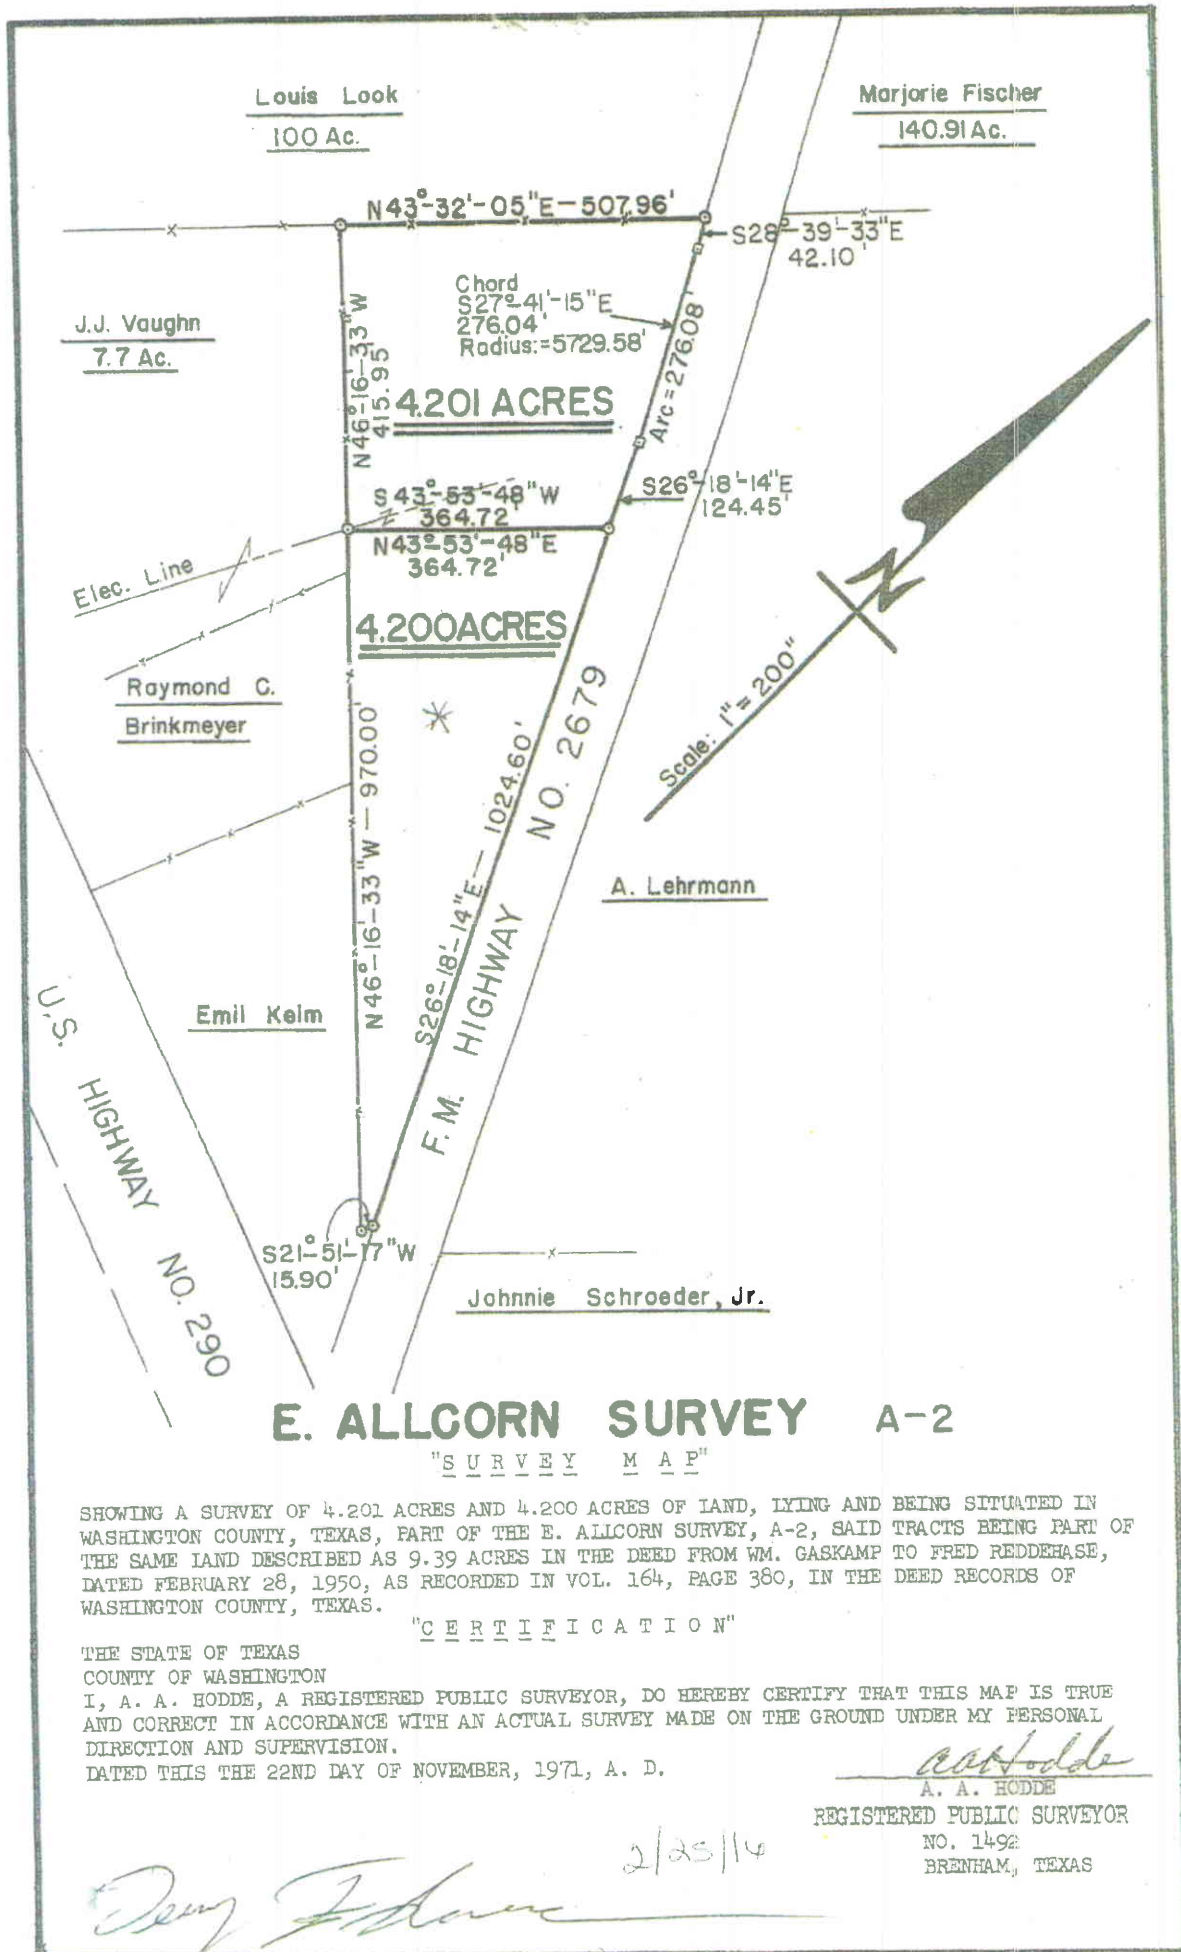 Louis Look
100 Ac.
Marjorie Fischer
140.91 Ac.
N43°-32'-05"E-507.96'
S28°-39'-33"E
42.10'
Chord
S27°-41'-15"E
276.04'
Radius:=5729.58'
J.J. Vaughn
7.7 Ac.
N46°-16'-33"W
415.95
4.201 ACRES
Arc=276.08'
S43°-53'-48"W
364.72'
S26°-18'-14"E
124.45'
N43°-53'-48"E
364.72'
Elec. Line
4.200 ACRES
N
Scale: 1"=200"
Raymond C.
Brinkmeyer
N46°-16'-33"W-970.00'
S26°-18'-14"E-1024.60'
F.M. HIGHWAY NO. 2679
A. Lehrmann
Emil Keim
U.S. HIGHWAY NO. 290
S21°-51'-17"W
15.90'
Johnnie Schroeder, Jr.
E. ALLCORN SURVEY A-2
"SURVEY MAP"
SHOWING A SURVEY OF 4.201 ACRES AND 4.200 ACRES OF LAND, LYING AND BEING SITUATED IN
WASHINGTON COUNTY, TEXAS, PART OF THE E. ALLCORN SURVEY, A-2, SAID TRACTS BEING PART OF
THE SAME LAND DESCRIBED AS 9.39 ACRES IN THE DEED FROM WM. GASKAMP TO FRED REDDEHASE,
DATED FEBRUARY 28, 1950, AS RECORDED IN VOL. 164, PAGE 380, IN THE DEED RECORDS OF
WASHINGTON COUNTY, TEXAS.
"CERTIFICATION"
THE STATE OF TEXAS
COUNTY OF WASHINGTON
I, A. A. HODDE, A REGISTERED PUBLIC SURVEYOR, DO HEREBY CERTIFY THAT THIS MAP IS TRUE
AND CORRECT IN ACCORDANCE WITH AN ACTUAL SURVEY MADE ON THE GROUND UNDER MY PERSONAL
DIRECTION AND SUPERVISION.
DATED THIS THE 22ND DAY OF NOVEMBER, 1971, A. D.
AA Hodde
A. A. HODDE
REGISTERED PUBLIC SURVEYOR
NO. 1492
BRENHAM, TEXAS
2/25/14